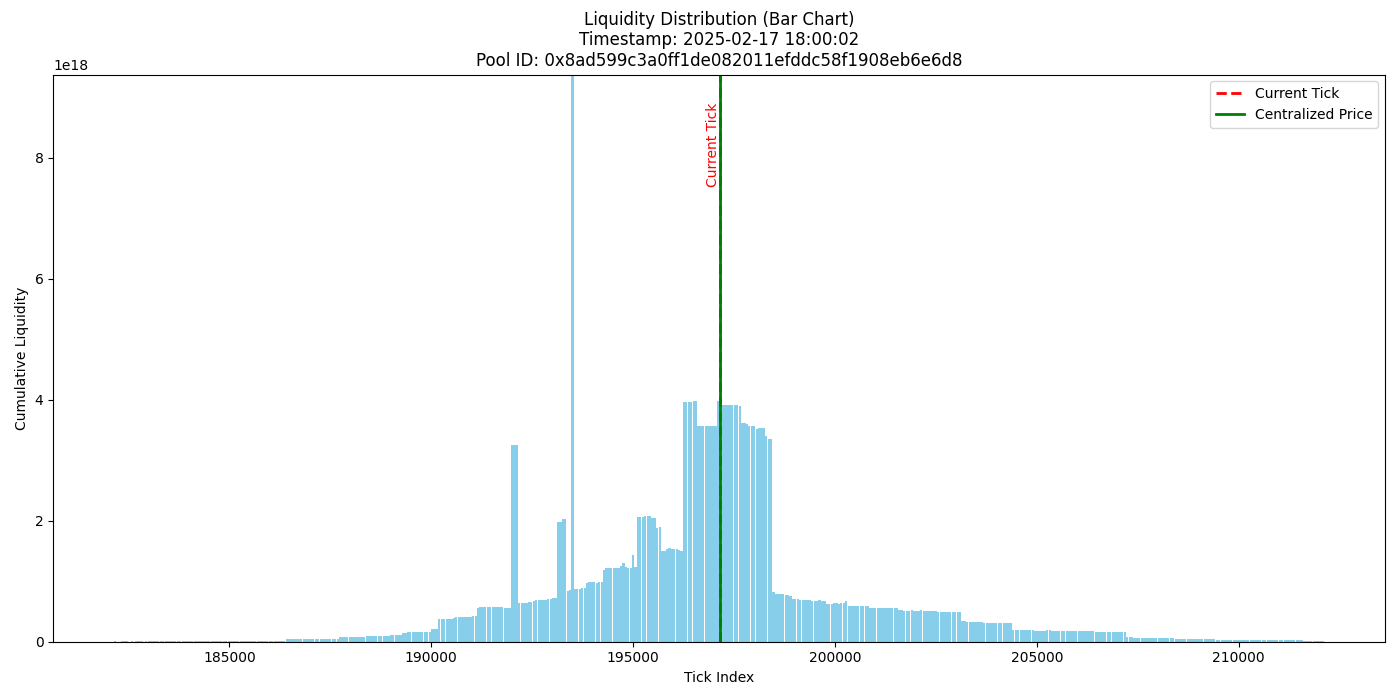 Liquidity Distribution (Bar Chart)
Timestamp: 2025-02-17 18:00:02
Pool ID: 0x8ad599c3a0ff1de082011efddc58f1908eb6e6d8
1e18
Current Tick
Centralized Price
Current Tick
8
6
4
2
0
Cumulative Liquidity
185000 190000 195000 200000 205000 210000
Tick Index